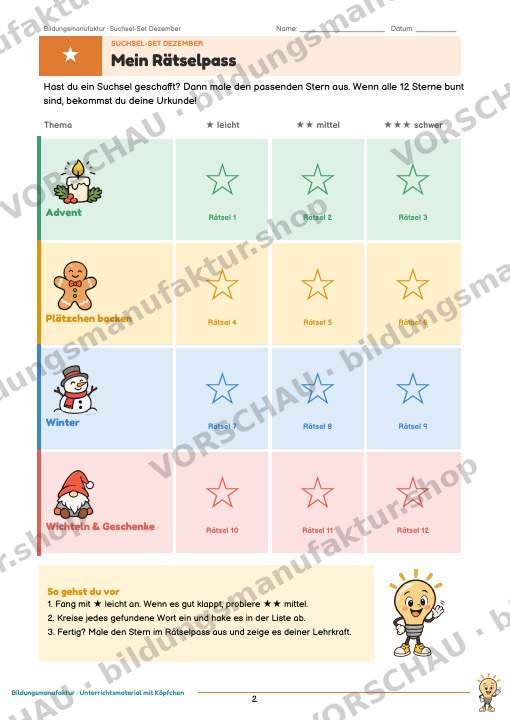 Bildungsmanufaktur · Suchsel-Set Dezember Name: Datum:
SUCHSEL-SET DEZEMBER
★ Mein Rätselpass
Hast du ein Suchsel geschafft? Dann male den passenden Stern aus. Wenn alle 12 Sterne bunt
sind, bekommst du deine Urkunde!
Thema ★ leicht ★★ mittel ★★★ schwer
Advent Rätsel 1 Rätsel 2 Rätsel 3
Plätzchen backen Rätsel 4 Rätsel 5 Rätsel 6
Winter Rätsel 7 Rätsel 8 Rätsel 9
Wichteln & Geschenke Rätsel 10 Rätsel 11 Rätsel 12
So gehst du vor
1. Fang mit ★ leicht an. Wenn es gut klappt, probiere ★★ mittel.
2. Kreise jedes gefundene Wort ein und hake es in der Liste ab.
3. Fertig? Male den Stern im Rätselpass aus und zeige es deiner Lehrkraft.
Bildungsmanufaktur · Unterrichtsmaterial mit Köpfchen
2
VORSCHAU · bildungsmanufaktur.shop